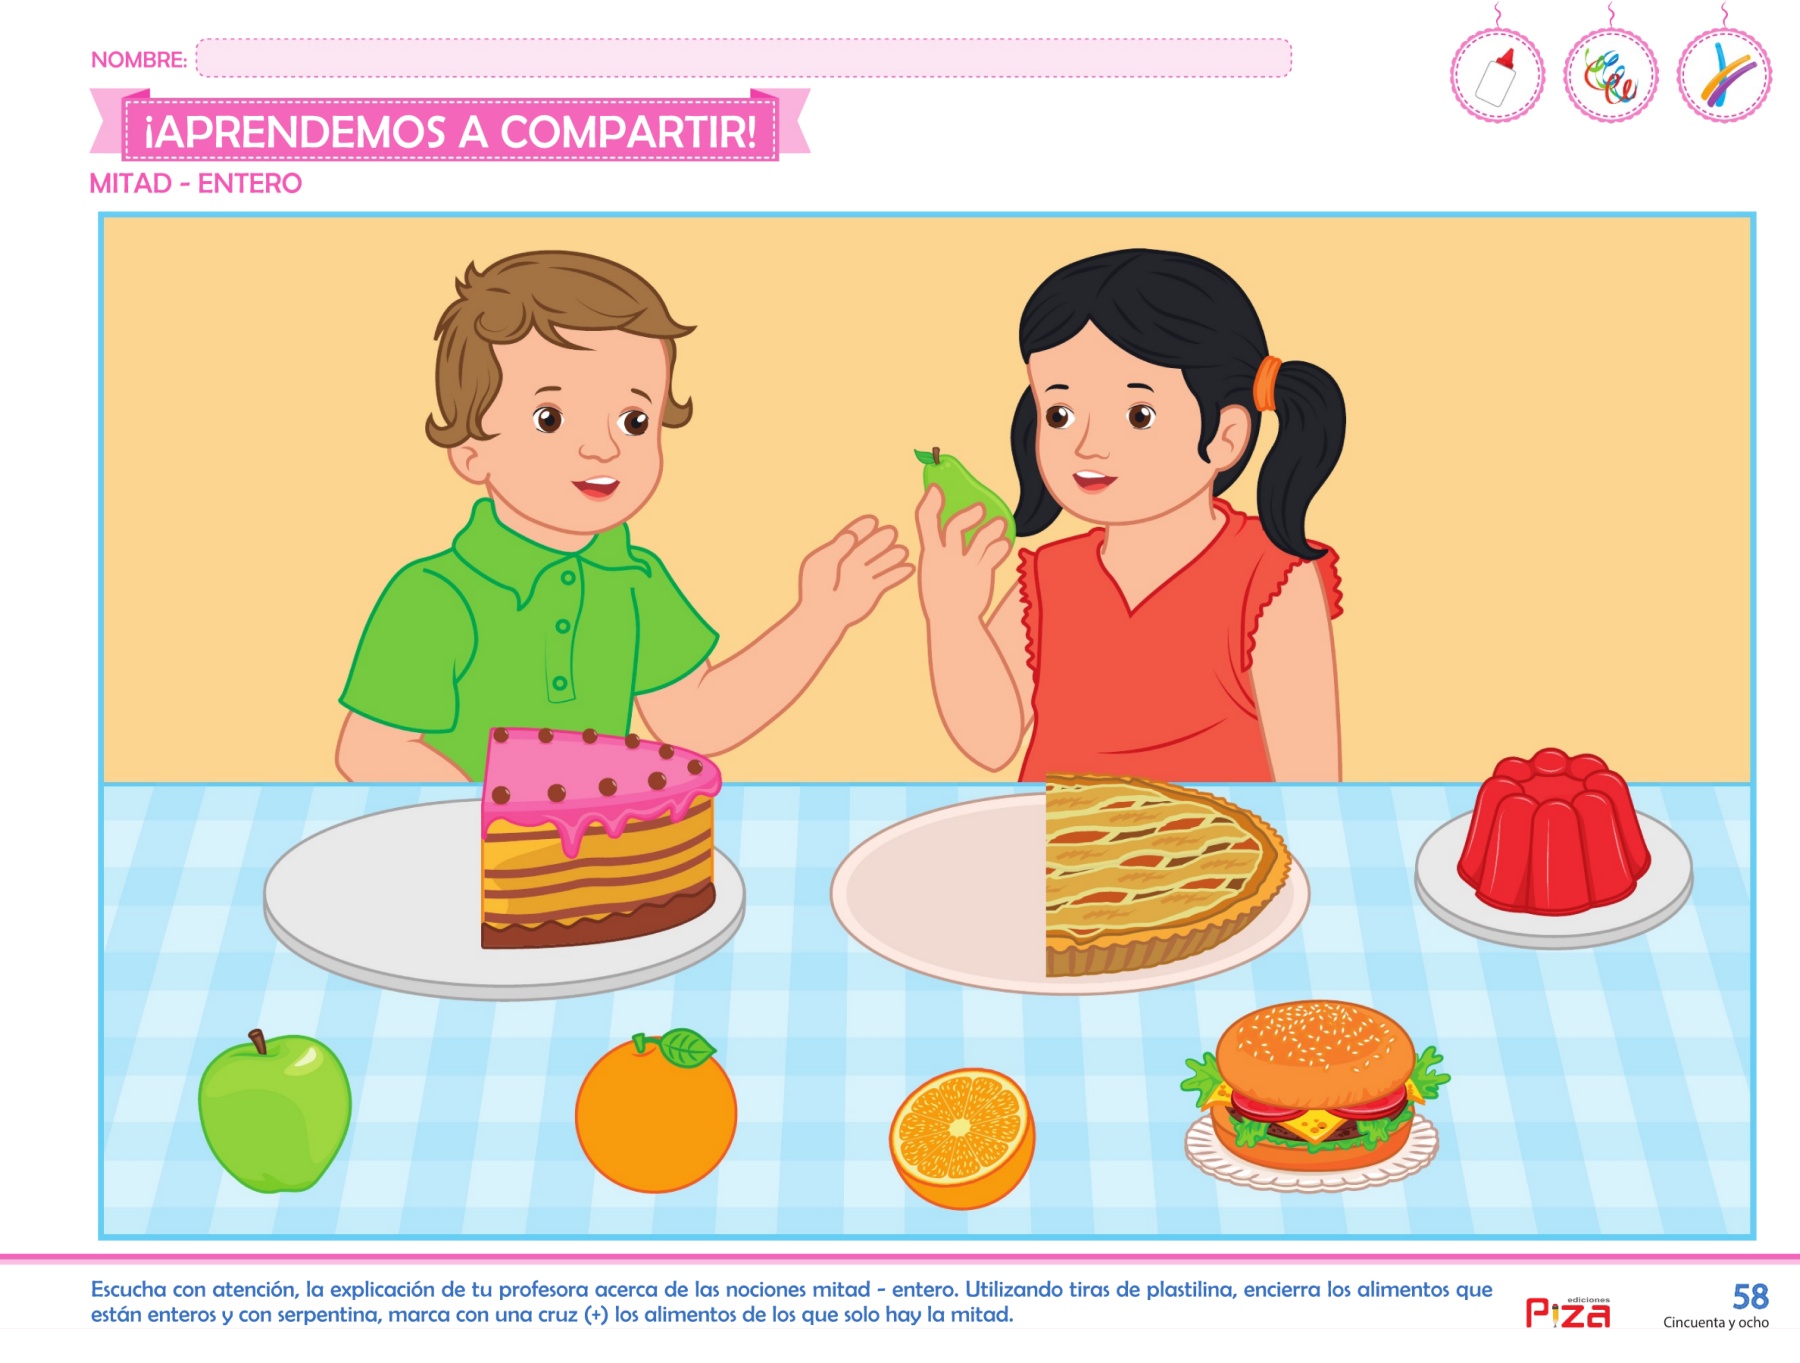 NOMBRE:
¡APRENDEMOS A COMPARTIR!
MITAD - ENTERO
Escucha con atención, la explicación de tu profesora acerca de las nociones mitad - entero. Utilizando tiras de plastilina, encierra los alimentos que
están enteros y con serpentina, marca con una cruz (+) los alimentos de los que solo hay la mitad.
ediciones
Piza
58
Cincuenta y ocho